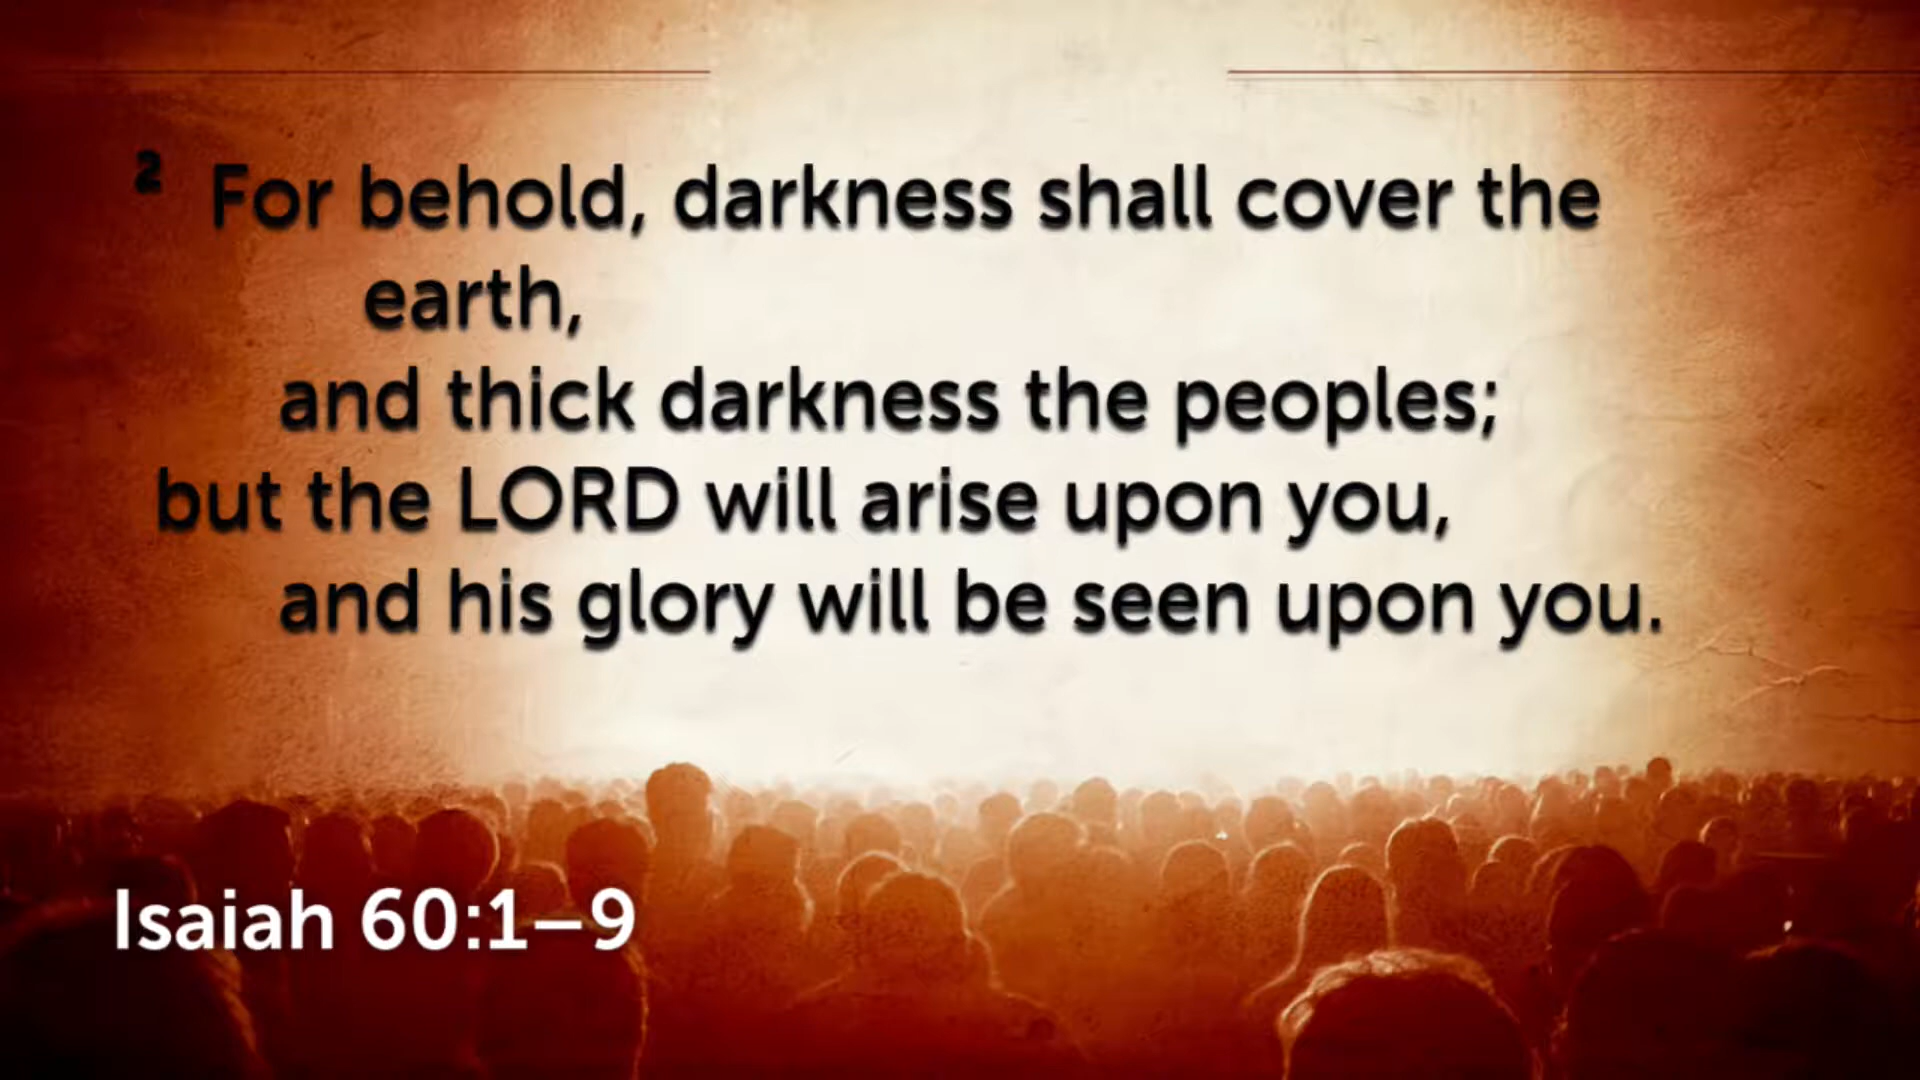 2 For behold, darkness shall cover the
earth,
and thick darkness the peoples;
but the LORD will arise upon you,
and his glory will be seen upon you.
Isaiah 60:1–9